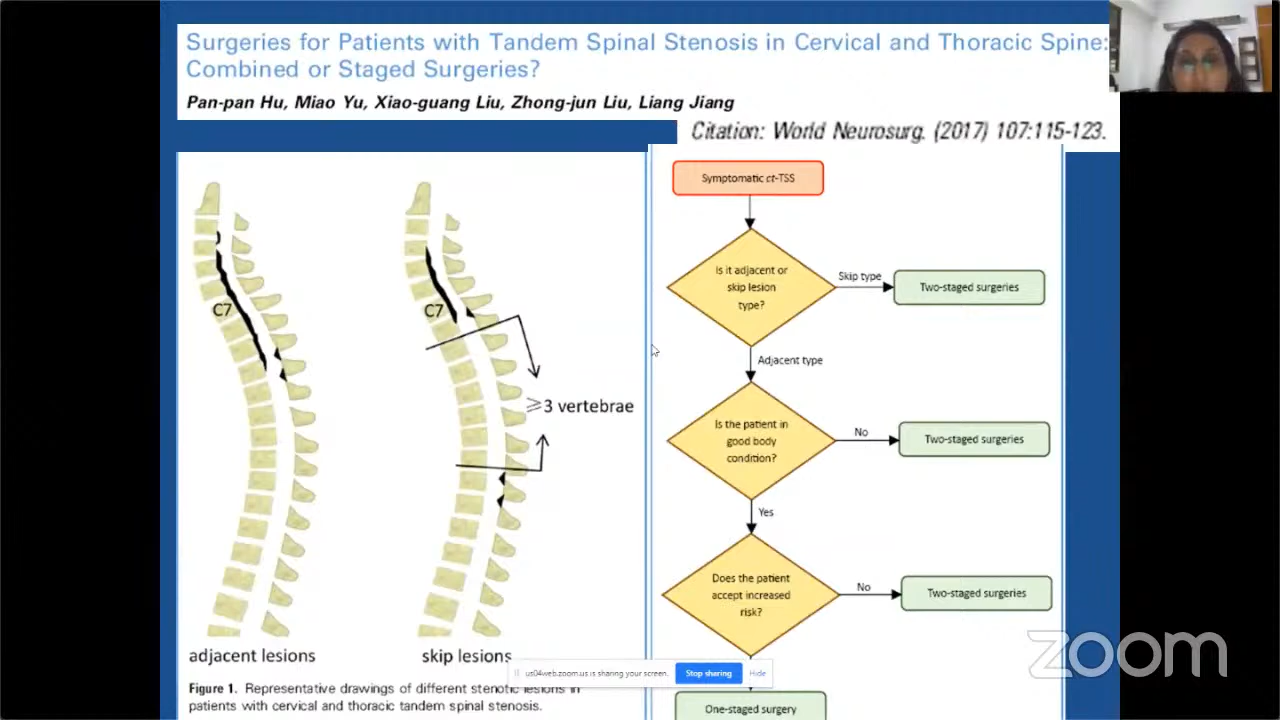 Surgeries for Patients with Tandem Spinal Stenosis in Cervical and Thoracic Spine:
Combined or Staged Surgeries?
Pan-pan Hu, Miao Yu, Xiao-guang Liu, Zhong-jun Liu, Liang Jiang
Citation: World Neurosurg. (2017) 107:115-123.
C7
adjacent lesions
C7
≥3 vertebrae
skip lesions
Figure 1. Representative drawings of different stenotic lesions in
patients with cervical and thoracic tandem spinal stenosis.
Symptomatic ct-TSS
Is it adjacent or
skip lesion
type?
Skip type
Two-staged surgeries
Adjacent type
Is the patient in
good body
condition?
No
Two-staged surgeries
Yes
Does the patient
accept increased
risk?
No
Two-staged surgeries
One-staged surgery
us04web.zoom.us is sharing your screen.
Stop sharing
Hide
zoom